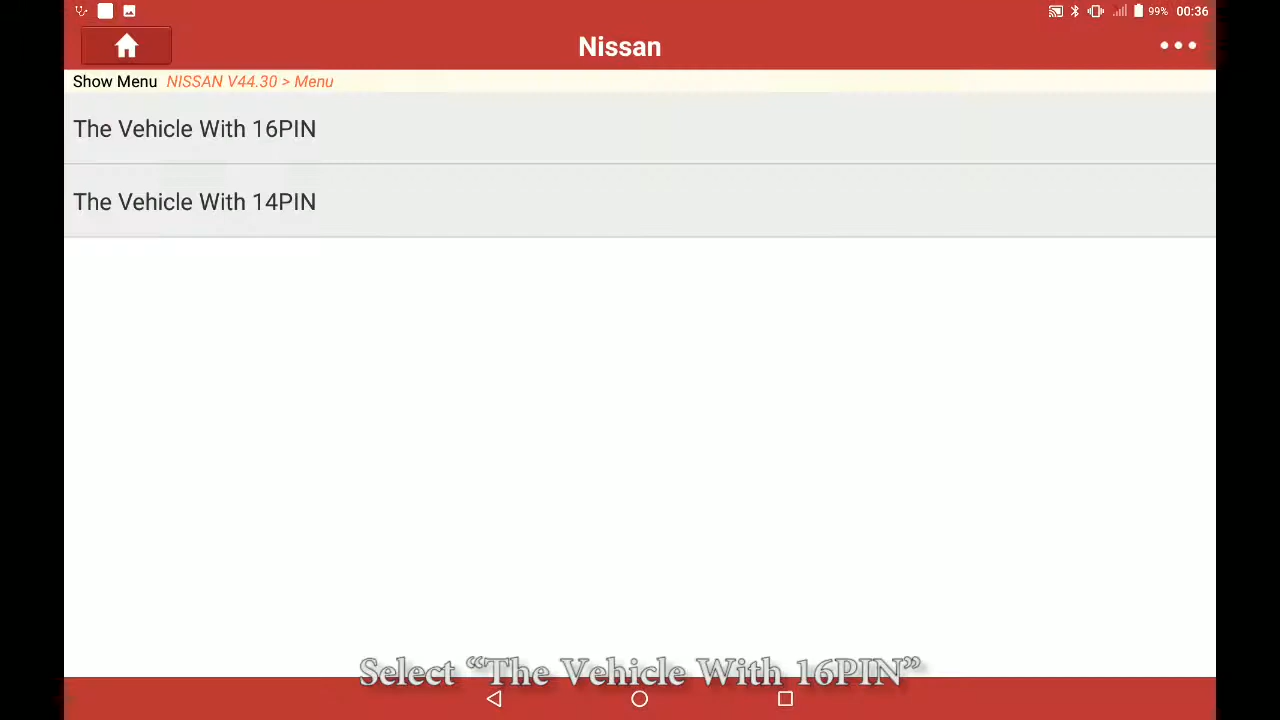 99% 00:36
Nissan
Show Menu NISSAN V44.30 > Menu
The Vehicle With 16PIN
The Vehicle With 14PIN
Select “The Vehicle With 16PIN”